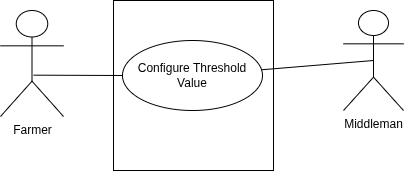 Configure Threshold
Value
Farmer
Middleman